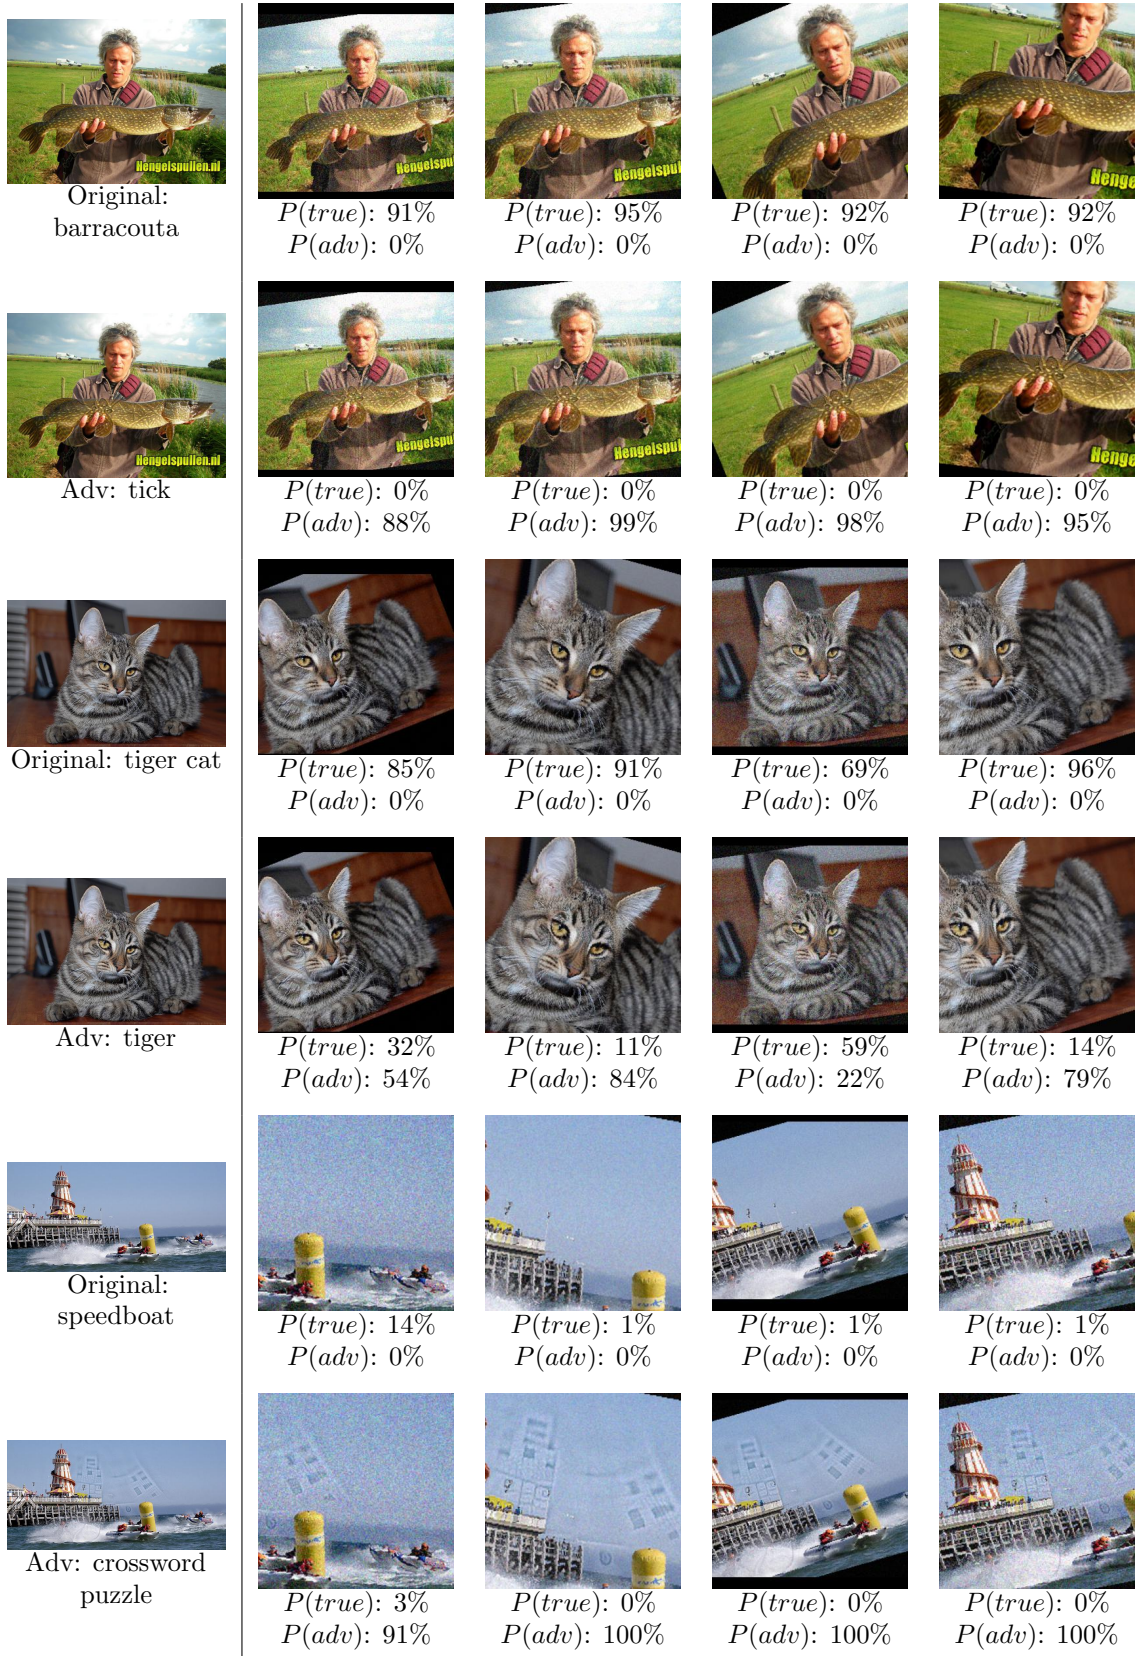 Hengelspullen.nl
Hengelspul
Hengelspul
Henge
Original:
barracouta
P(true): 91%
P(adv): 0%
P(true): 95%
P(adv): 0%
P(true): 92%
P(adv): 0%
P(true): 92%
P(adv): 0%
Hengelspullen.nl
Hengelspu
Hengelspul
Henge
Adv: tick
P(true): 0%
P(adv): 88%
P(true): 0%
P(adv): 99%
P(true): 0%
P(adv): 98%
P(true): 0%
P(adv): 95%
Original: tiger cat
P(true): 85%
P(adv): 0%
P(true): 91%
P(adv): 0%
P(true): 69%
P(adv): 0%
P(true): 96%
P(adv): 0%
Adv: tiger
P(true): 32%
P(adv): 54%
P(true): 11%
P(adv): 84%
P(true): 59%
P(adv): 22%
P(true): 14%
P(adv): 79%
Original:
speedboat
P(true): 14%
P(adv): 0%
P(true): 1%
P(adv): 0%
P(true): 1%
P(adv): 0%
P(true): 1%
P(adv): 0%
Adv: crossword
puzzle
P(true): 3%
P(adv): 91%
P(true): 0%
P(adv): 100%
P(true): 0%
P(adv): 100%
P(true): 0%
P(adv): 100%